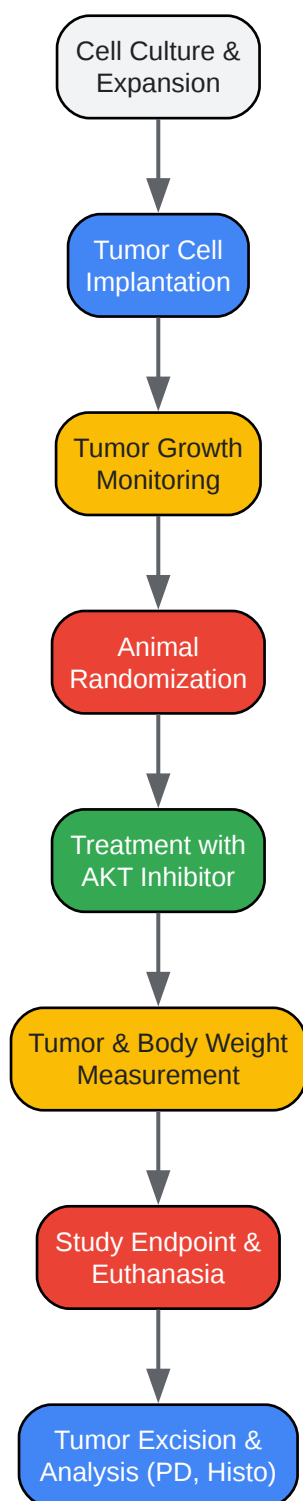 Cell Culture &
Expansion
Tumor Cell
Implantation
Tumor Growth
Monitoring
Animal
Randomization
Treatment with
AKT Inhibitor
Tumor & Body Weight
Measurement
Study Endpoint &
Euthanasia
Tumor Excision &
Analysis (PD, Histo)